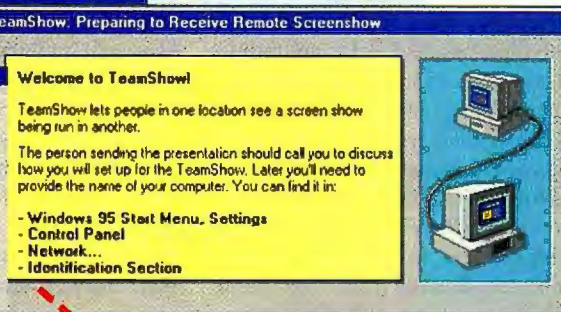 eamShow: Preparing to Receive Remote Screenshow
Welcome to TeamShow!
TeamShow lets people in one location see a screen show
being run in another.
The person sending the presentation should call you to discuss
how you will set up for the TeamShow. Later you'll need to
provide the name of your computer. You can find it in:
- Windows 95 Start Menu, Settings
- Control Panel
- Network...
- Identification Section